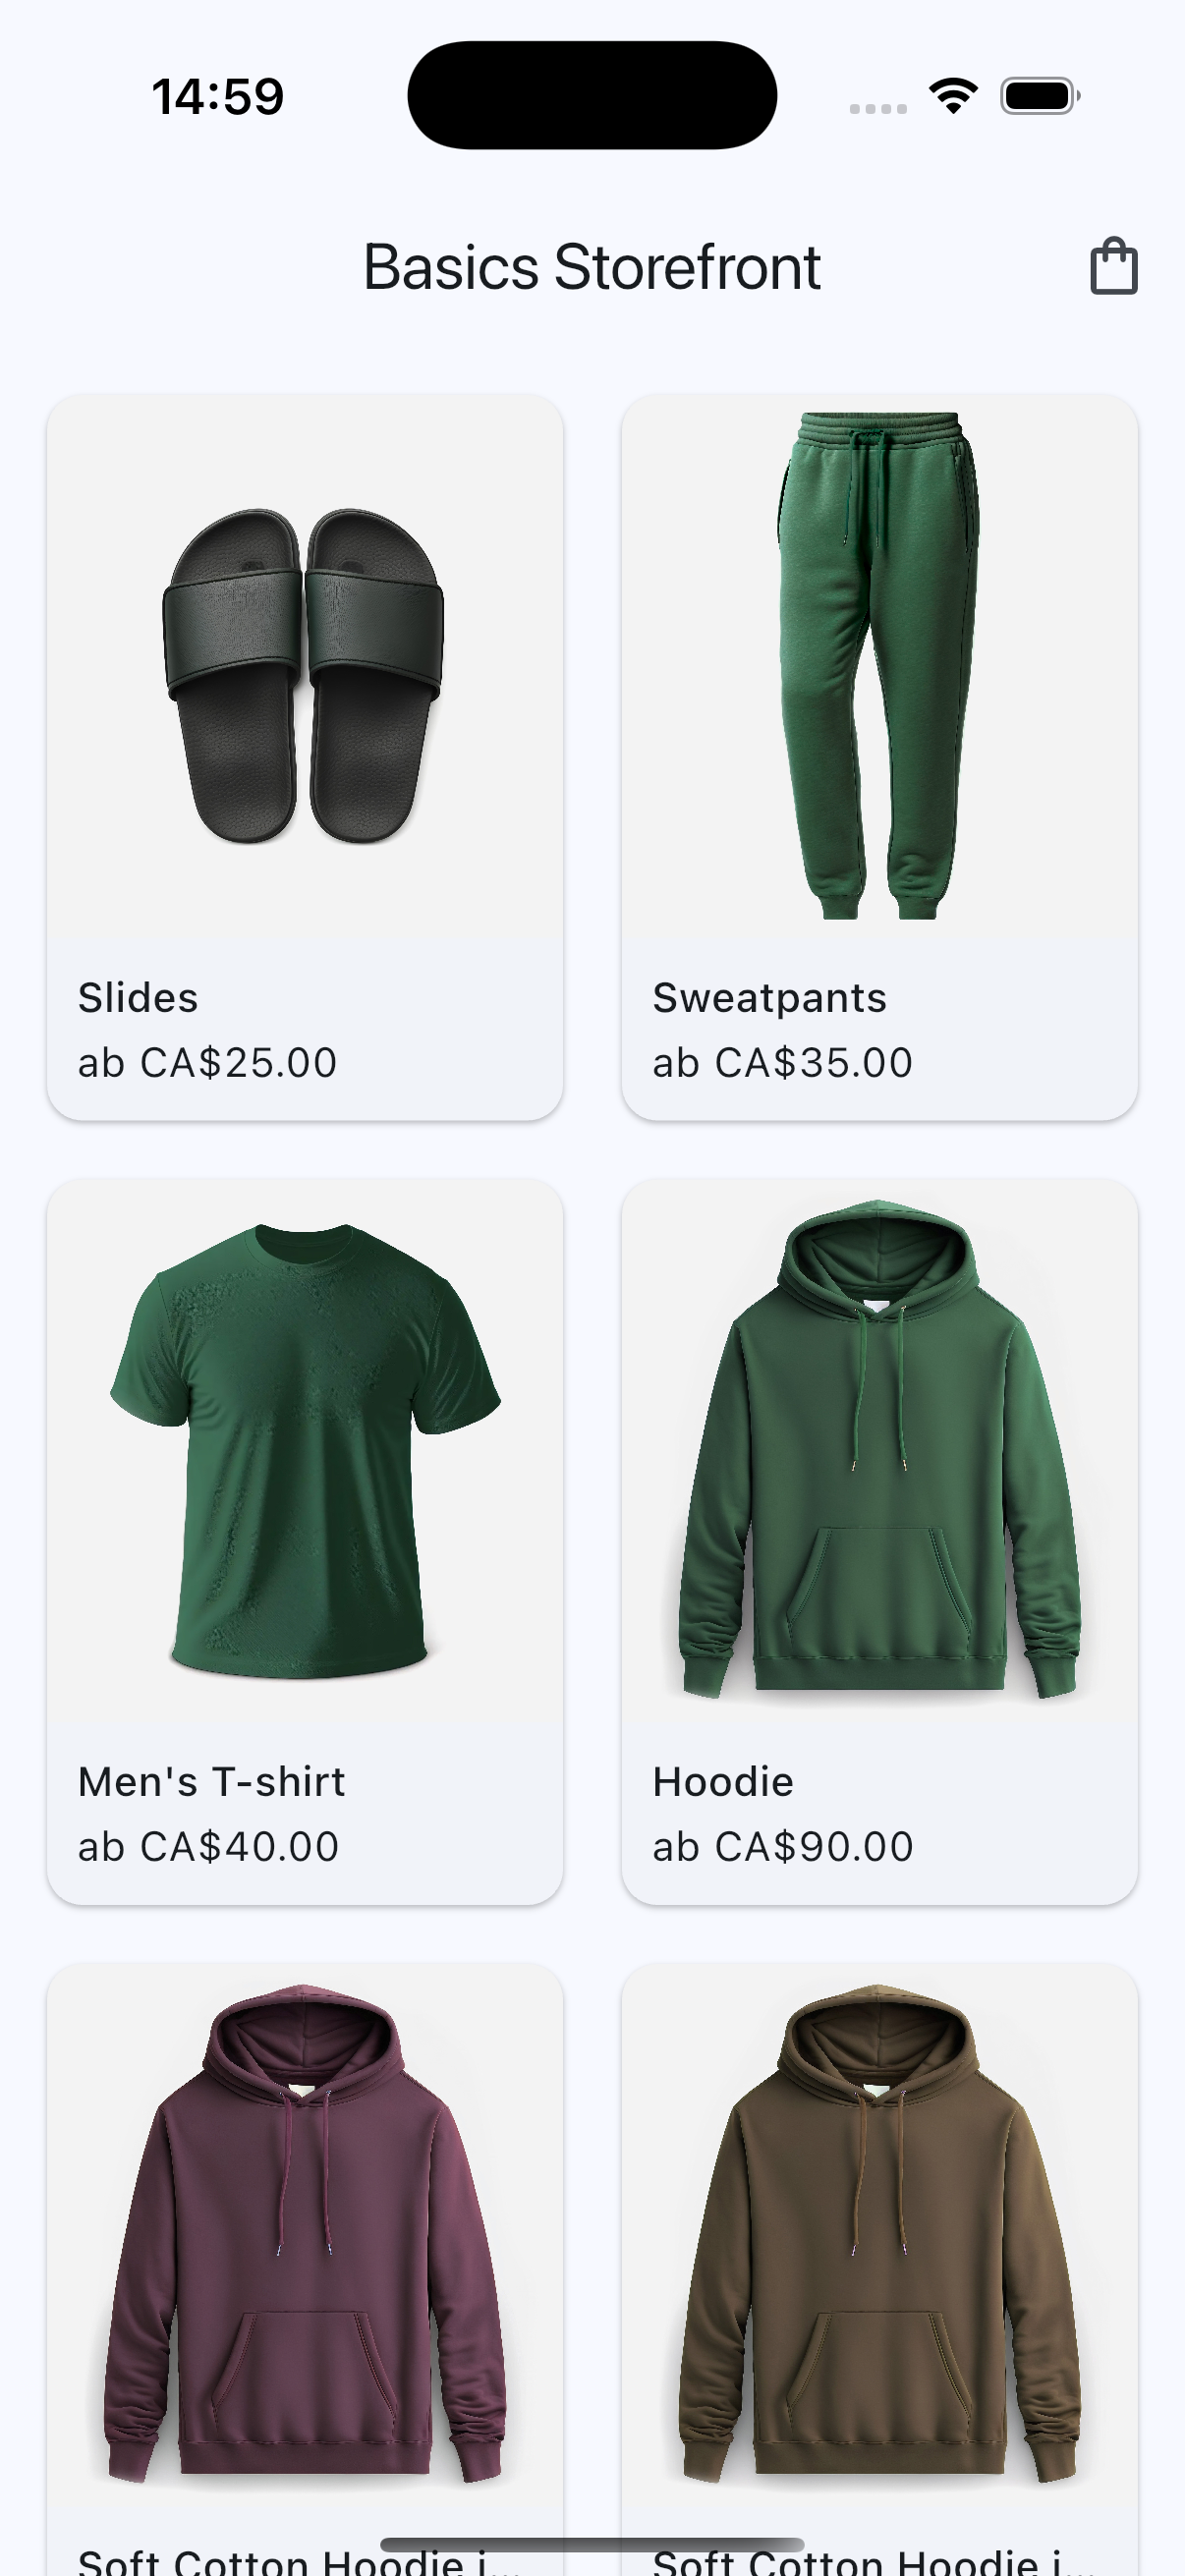 14:59
Basics Storefront
Slides
ab CA$25.00
Sweatpants
ab CA$35.00
Men's T-shirt
ab CA$40.00
Hoodie
ab CA$90.00
Soft Cotton Hoodie i...
Soft Cotton Hoodie i...